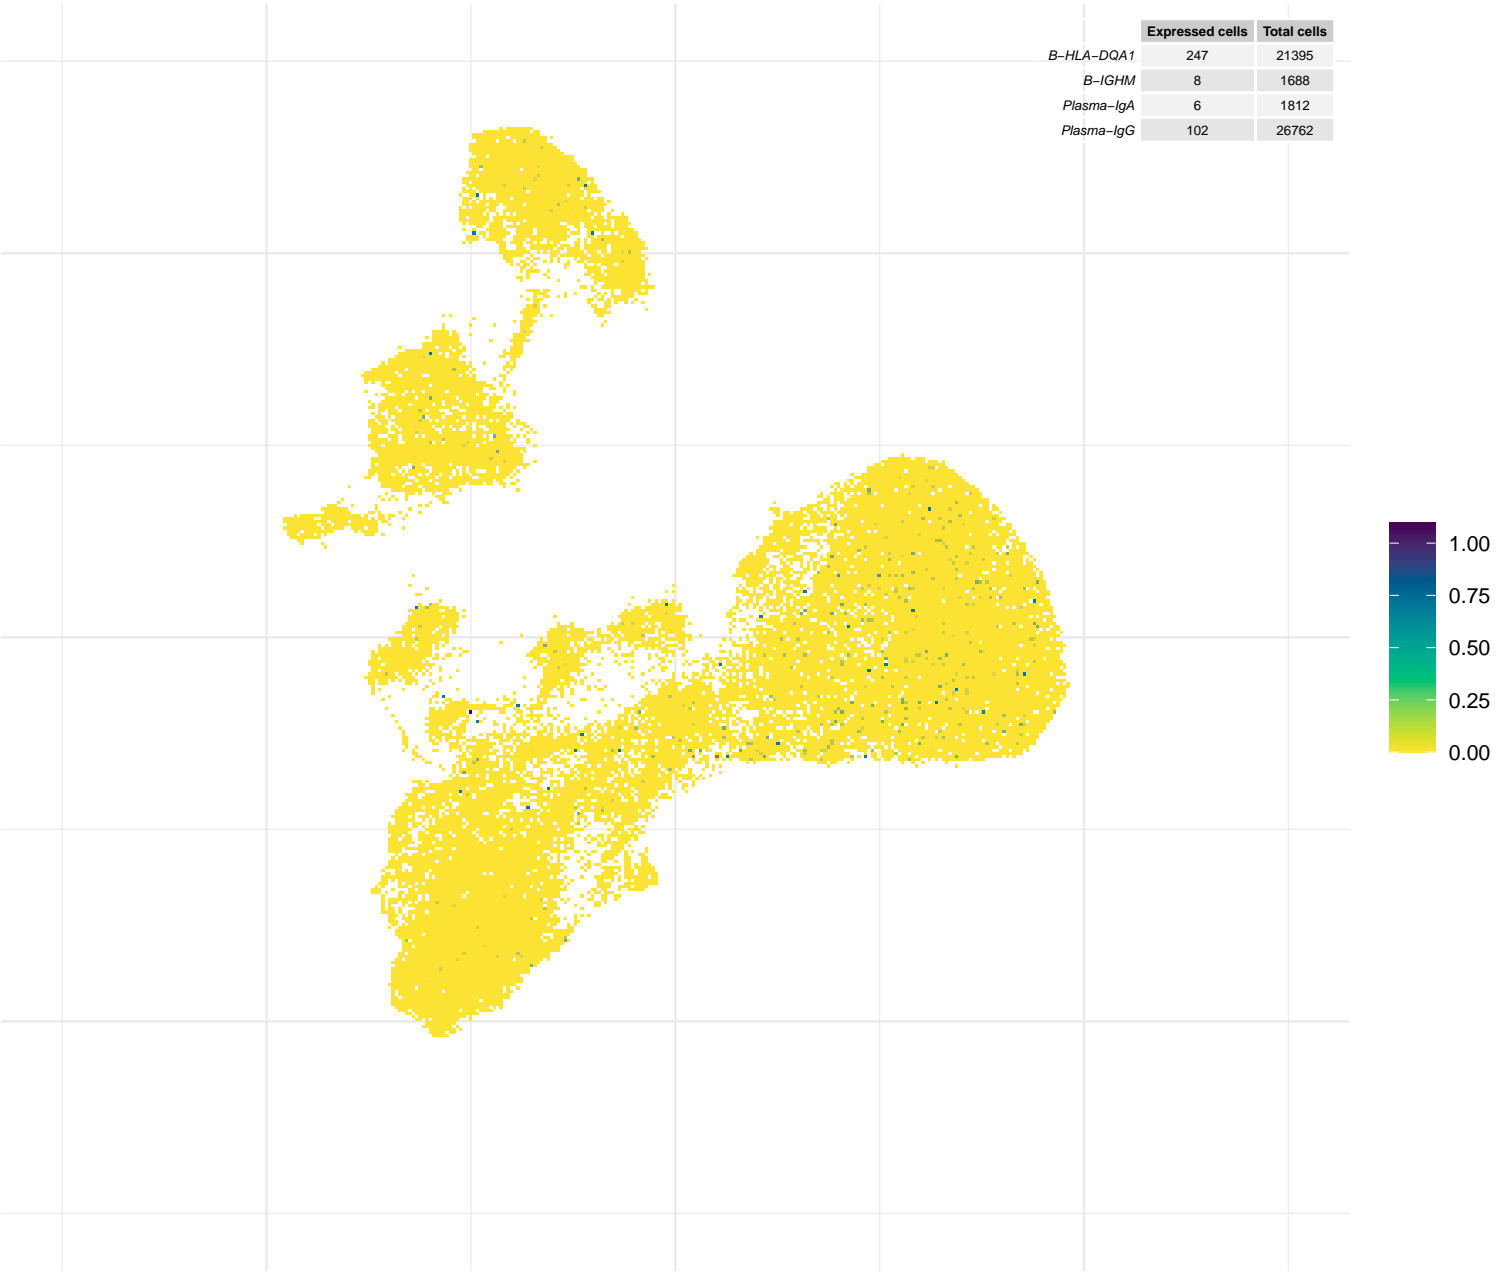 Expressed cells Total cells
B−HLA−DQA1 247 21395
B−IGHM 8 1688
Plasma−IgA 6 1812
Plasma−IgG 102 26762
1.00
0.75
0.50
0.25
0.00